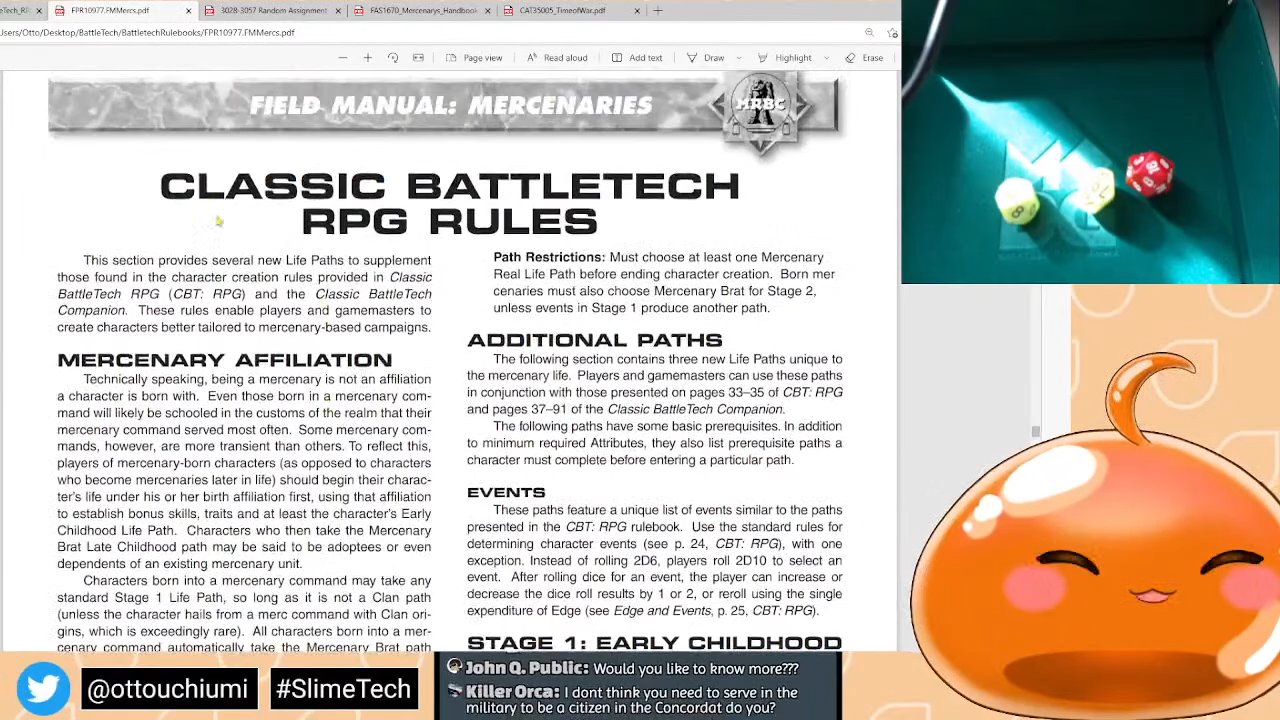 FPR10977.FMMercs.pdf
3028-3057 Random Assignment
FAS1670_Mercenarys_Handbook
CAT35005_TimeofWar.pdf
sers/Otto/Desktop/BattleTech/BattletechRulebooks/FPR10977.FMMercs.pdf
Page view
Read aloud
Add text
Draw
Highlight
Erase
FIELD MANUAL: MERCENARIES
MRBC
CLASSIC BATTLETECH
RPG RULES
This section provides several new Life Paths to supplement
those found in the character creation rules provided in Classic
BattleTech RPG (CBT: RPG) and the Classic BattleTech
Companion. These rules enable players and gamemasters to
create characters better tailored to mercenary-based campaigns.
MERCENARY AFFILIATION
Technically speaking, being a mercenary is not an affiliation
a character is born with. Even those born in a mercenary com-
mand will likely be schooled in the customs of the realm that their
mercenary command served most often. Some mercenary com-
mands, however, are more transient than others. To reflect this,
players of mercenary-born characters (as opposed to characters
who become mercenaries later in life) should begin their charac-
ter's life under his or her birth affiliation first, using that affiliation
to establish bonus skills, traits and at least the character's Early
Childhood Life Path. Characters who then take the Mercenary
Brat Late Childhood path may be said to be adoptees or even
dependents of an existing mercenary unit.
Characters born into a mercenary command may take any
standard Stage 1 Life Path, so long as it is not a Clan path
(unless the character hails from a merc command with Clan ori-
gins, which is exceedingly rare). All characters born into a mer-
cenary command automatically take the Mercenary Brat path
Path Restrictions: Must choose at least one Mercenary
Real Life Path before ending character creation. Born mer
cenaries must also choose Mercenary Brat for Stage 2,
unless events in Stage 1 produce another path.
ADDITIONAL PATHS
The following section contains three new Life Paths unique to
the mercenary life. Players and gamemasters can use these paths
in conjunction with those presented on pages 33–35 of CBT: RPG
and pages 37–91 of the Classic BattleTech Companion.
The following paths have some basic prerequisites. In addition
to minimum required Attributes, they also list prerequisite paths a
character must complete before entering a particular path.
EVENTS
These paths feature a unique list of events similar to the paths
presented in the CBT: RPG rulebook. Use the standard rules for
determining character events (see p. 24, CBT: RPG), with one
exception. Instead of rolling 2D6, players roll 2D10 to select an
event. After rolling dice for an event, the player can increase or
decrease the dice roll results by 1 or 2, or reroll using the single
expenditure of Edge (see Edge and Events, p. 25, CBT: RPG).
STAGE 1: EARLY CHILDHOOD
@ottouchiumi
#SlimeTech
John Q. Public: Would you like to know more???
Killer Orca: I dont think you need to serve in the
military to be a citizen in the Concordat do you?